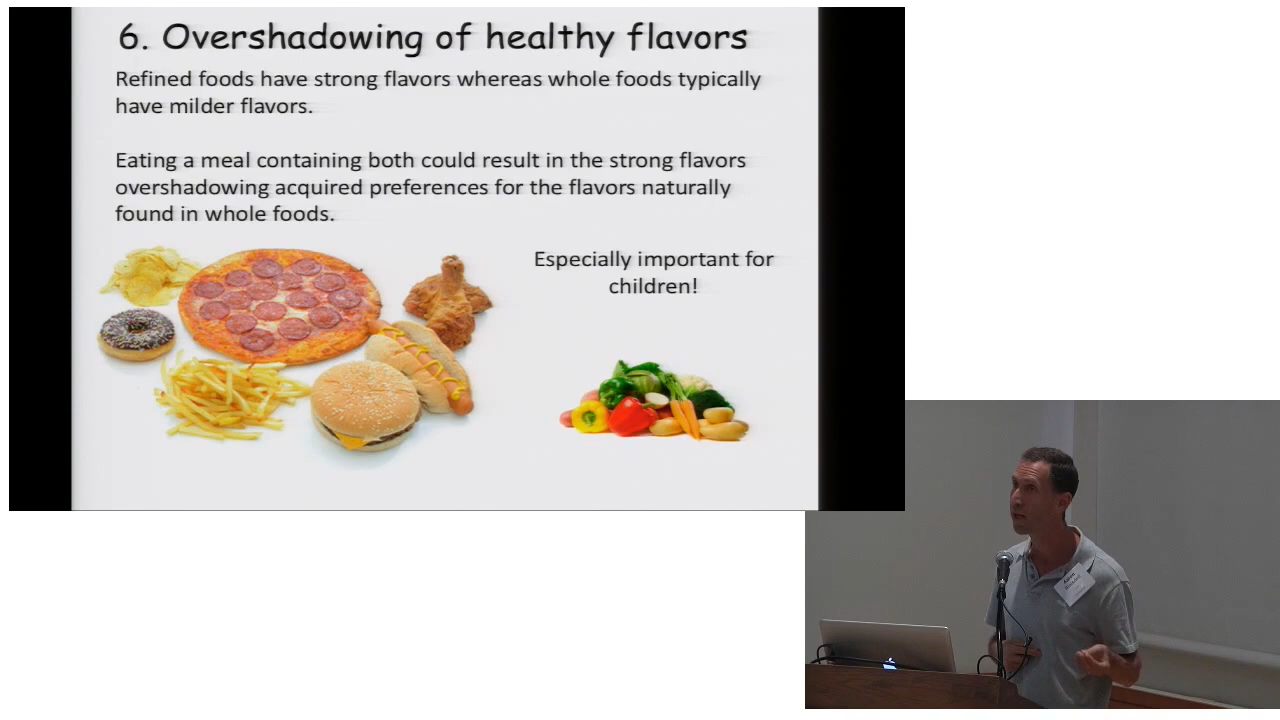 6. Overshadowing of healthy flavors
Refined foods have strong flavors whereas whole foods typically
have milder flavors.
Eating a meal containing both could result in the strong flavors
overshadowing acquired preferences for the flavors naturally
found in whole foods.
Especially important for
children!